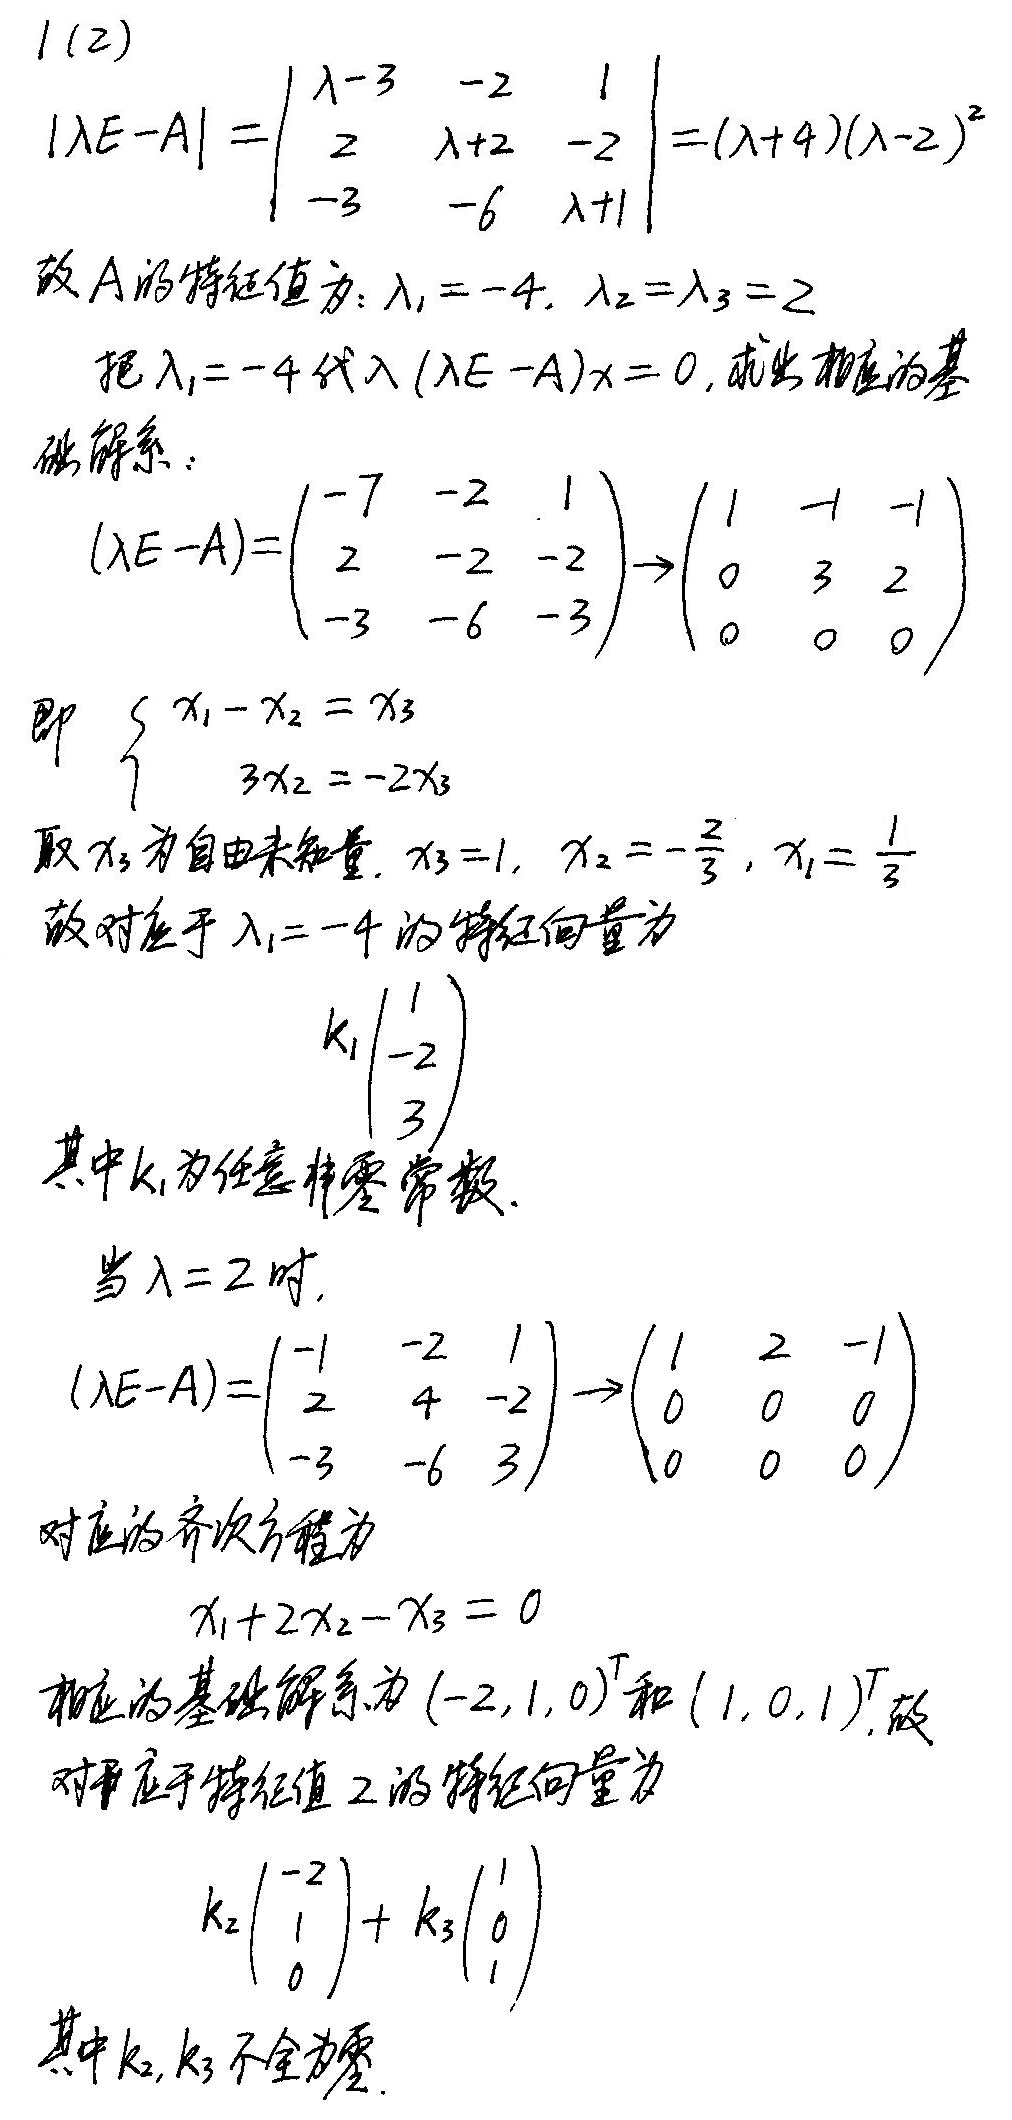 1(2)
|λE-A| = | λ-3 -2 1 ; 2 λ+2 -2 ; -3 -6 λ+1 | = (λ+4)(λ-2)²
故A的特征值为: λ₁=-4. λ₂=λ₃=2
把λ₁=-4代入(λE-A)x=0,求出相应的基
础解系:
(λE-A)= ( -7 -2 1 ; 2 -2 -2 ; -3 -6 -3 ) → ( 1 -1 -1 ; 0 3 2 ; 0 0 0 )
即 { x₁-x₂=x₃
3x₂=-2x₃
取x₃为自由未知量. x₃=1, x₂=-2/3, x₁=1/3
故对应于λ₁=-4的特征向量为
k₁ ( 1 ; -2 ; 3 )
其中k₁为任意非零常数.
当λ=2时,
(λE-A)= ( -1 -2 1 ; 2 4 -2 ; -3 -6 3 ) → ( 1 2 -1 ; 0 0 0 ; 0 0 0 )
对应的齐次方程为
x₁+2x₂-x₃=0
相应的基础解系为(-2,1,0)ᵀ和(1,0,1)ᵀ,故
对应于特征值2的特征向量为
k₂ ( -2 ; 1 ; 0 ) + k₃ ( 1 ; 0 ; 1 )
其中k₂,k₃不全为零.